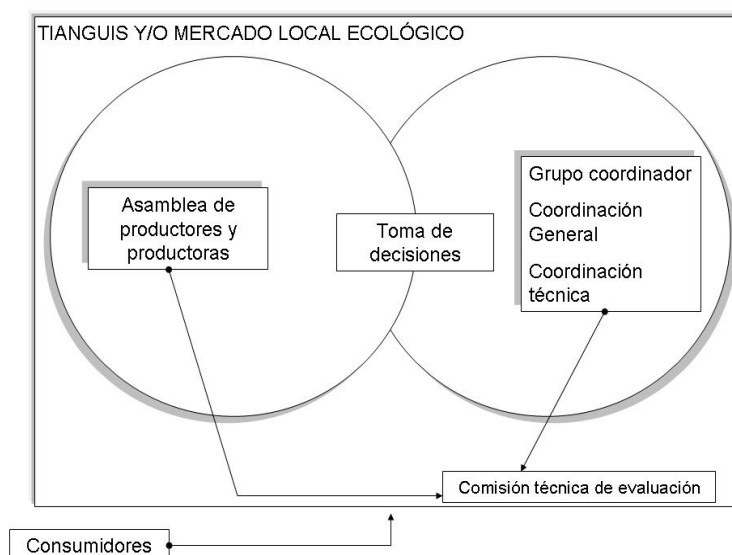 TIANGUIS Y/O MERCADO LOCAL ECOLÓGICO
Asamblea de
productores y
productoras
Toma de
decisiones
Grupo coordinador
Coordinación
General
Coordinación
técnica
Comisión técnica de evaluación
Consumidores